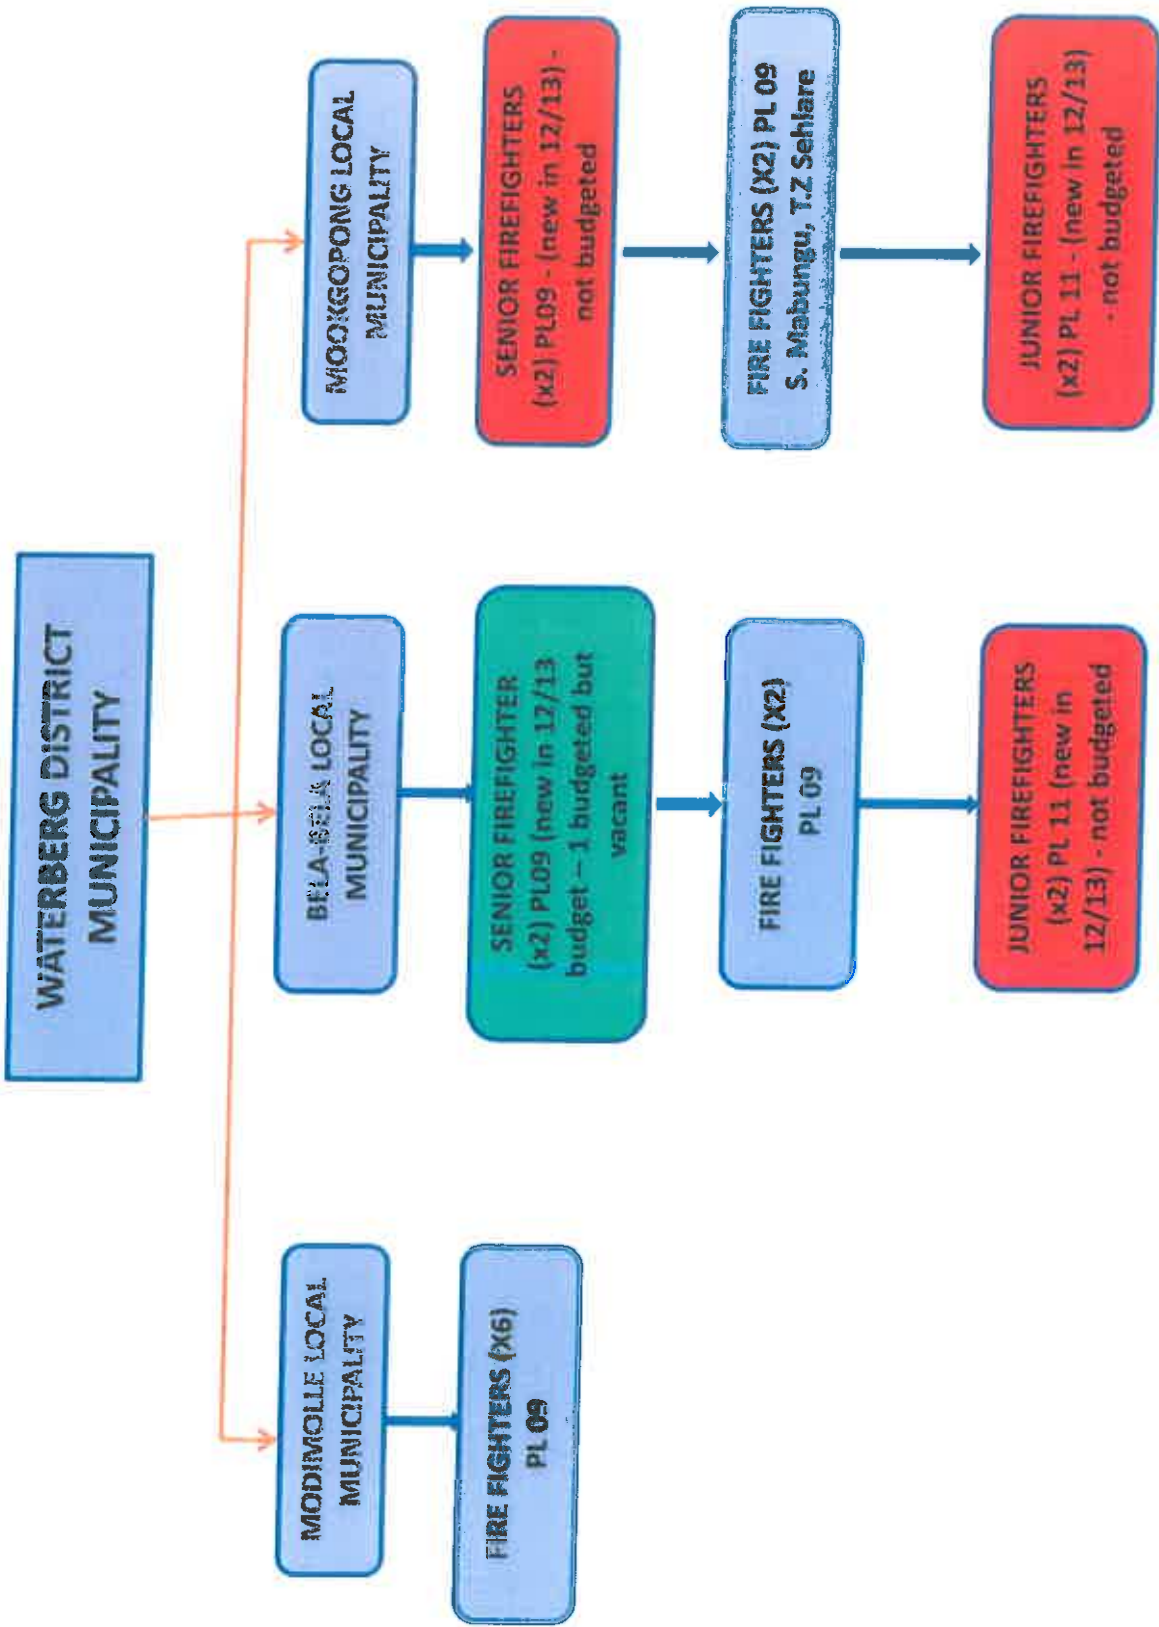 WATERBERG DISTRICT
MUNICIPALITY
MODIMOLLE LOCAL
MUNICIPALITY
FIRE FIGHTERS (X6)
PL 09
BELA-BELA LOCAL
MUNICIPALITY
SENIOR FIREFIGHTER
(x2) PL09 (new in 12/13
budget – 1 budgeted but
vacant
FIRE FIGHTERS (X2)
PL 09
JUNIOR FIREFIGHTERS
(x2) PL 11 (new in
12/13) - not budgeted
MOOKGOPONG LOCAL
MUNICIPALITY
SENIOR FIREFIGHTERS
(x2) PL09 - (new in 12/13) -
not budgeted
FIRE FIGHTERS (X2) PL 09
S. Mabungu, T.Z Sehlare
JUNIOR FIREFIGHTERS
(x2) PL 11 - (new in 12/13)
- not budgeted